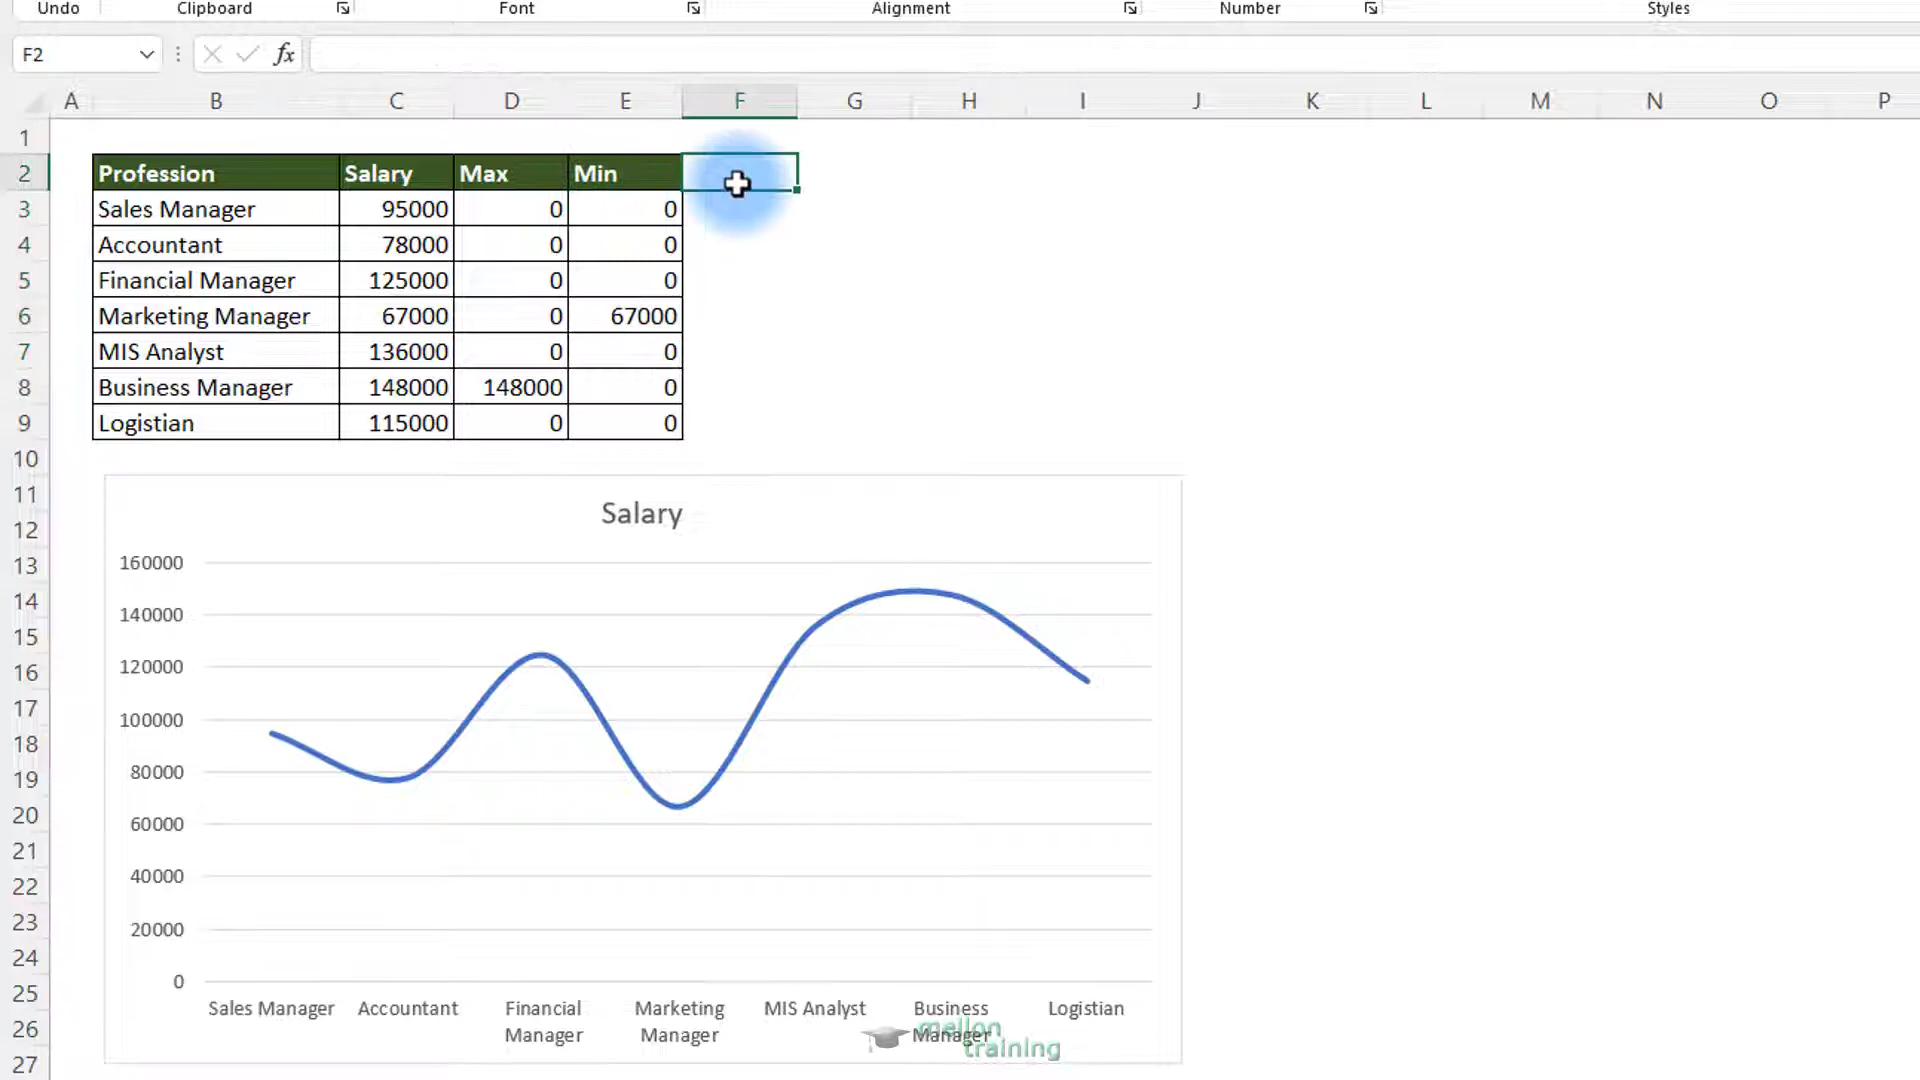 Undo Clipboard Font Alignment Number Styles
F2 fx
A B C D E F G H I J K L M N O P
1
2 Profession Salary Max Min
3 Sales Manager 95000 0 0
4 Accountant 78000 0 0
5 Financial Manager 125000 0 0
6 Marketing Manager 67000 0 67000
7 MIS Analyst 136000 0 0
8 Business Manager 148000 148000 0
9 Logistian 115000 0 0
10
11
12
13
14
15
16
17
18
19
20
21
22
23
24
25
26
27
Salary
160000
140000
120000
100000
80000
60000
40000
20000
0
Sales Manager Accountant Financial Manager Marketing Manager MIS Analyst Business Manager Logistian
mellon
training